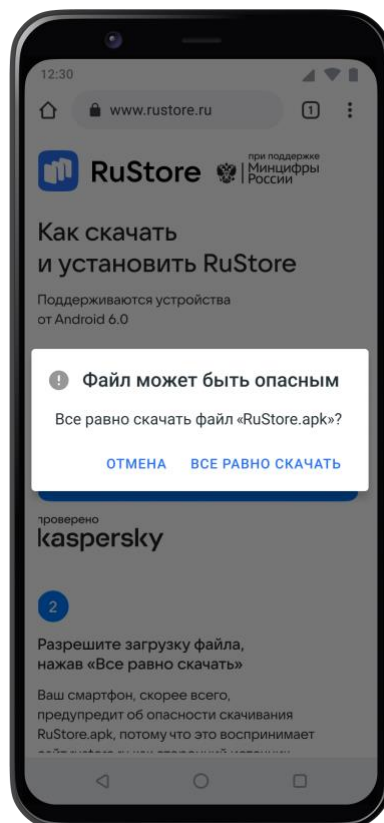 12:30
www.rustore.ru
1
RuStore
при поддержке
Минцифры
России
Как скачать
и установить RuStore
Поддерживаются устройства
от Android 6.0
Файл может быть опасным
Все равно скачать файл «RuStore.apk»?
ОТМЕНА ВСЕ РАВНО СКАЧАТЬ
проверено
kaspersky
2
Разрешите загрузку файла,
нажав «Все равно скачать»
Ваш смартфон, скорее всего,
предупредит об опасности скачивания
RuStore.apk, потому что это воспринимает